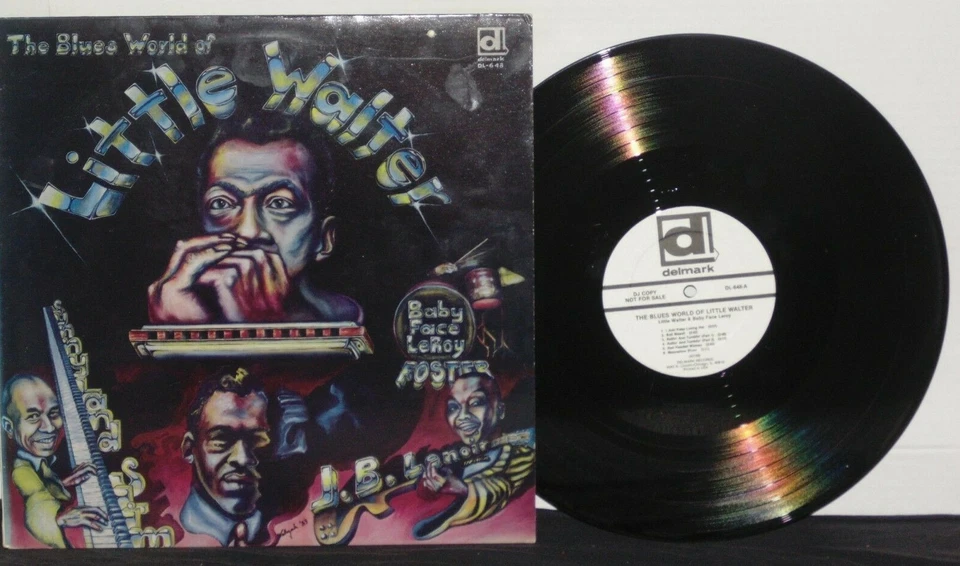 The Blues World of
Little Walter
delmark
DL-648
Baby
Face
LeRoy
FOSTER
Sunnyland Slim
J.B. Lenoir
delmark
DJ COPY
NOT FOR SALE
DL-648-A
THE BLUES WORLD OF LITTLE WALTER
Little Walter & Baby Face Leroy